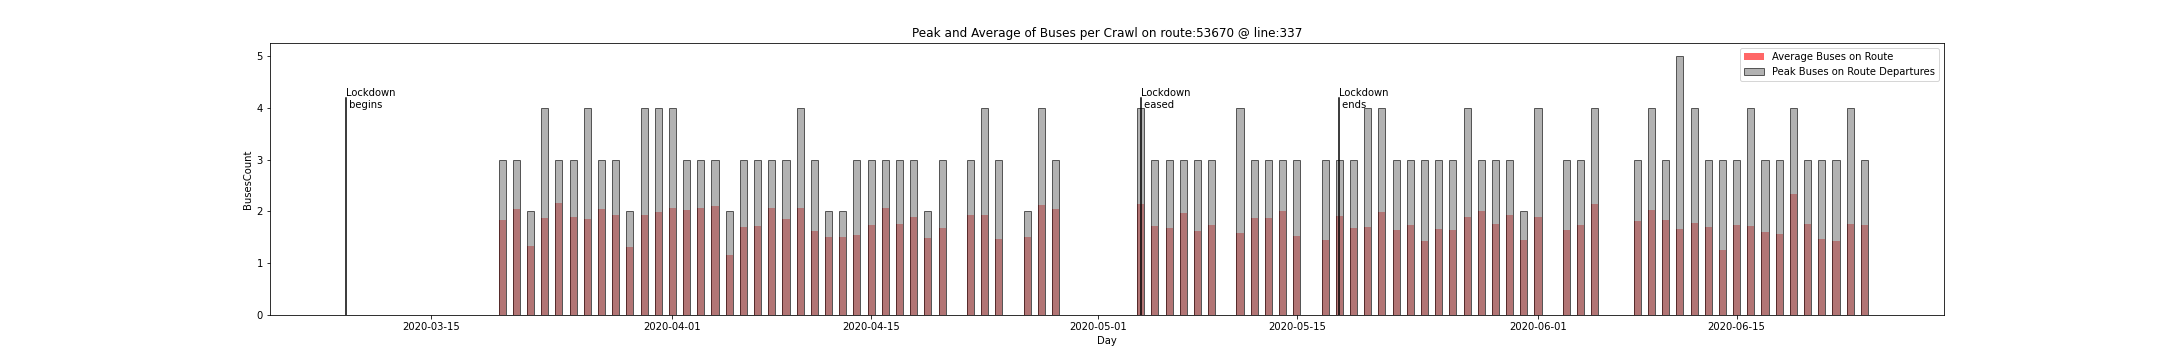 Peak and Average of Buses per Crawl on route:53670 @ line:337
Average Buses on Route
Peak Buses on Route Departures
Lockdown
begins
Lockdown
eased
Lockdown
ends
BusesCount
5
4
3
2
1
0
2020-03-15
2020-04-01
2020-04-15
2020-05-01
2020-05-15
2020-06-01
2020-06-15
Day